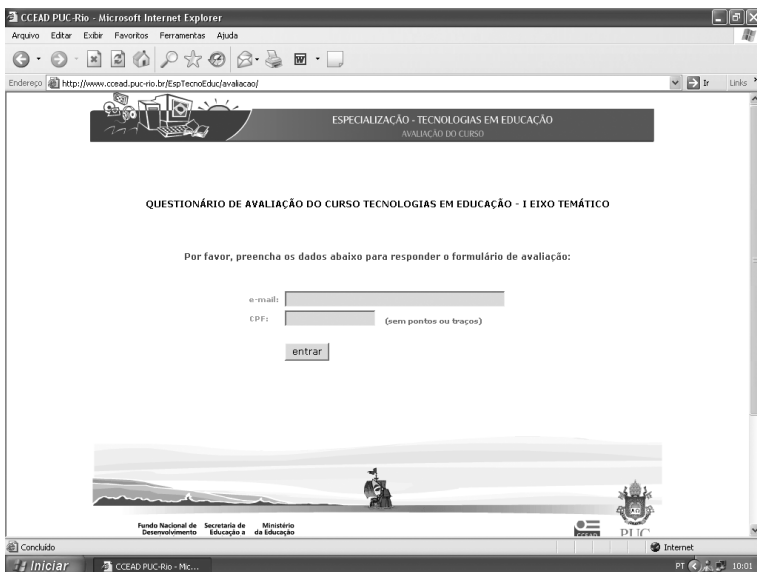 CCEAD PUC-Rio - Microsoft Internet Explorer
Arquivo Editar Exibir Favoritos Ferramentas Ajuda
Endereço http://www.ccead.puc-rio.br/EspTecnoEduc/avaliacao/ Ir Links
ESPECIALIZAÇÃO - TECNOLOGIAS EM EDUCAÇÃO
AVALIAÇÃO DO CURSO
QUESTIONÁRIO DE AVALIAÇÃO DO CURSO TECNOLOGIAS EM EDUCAÇÃO - I EIXO TEMÁTICO
Por favor, preencha os dados abaixo para responder o formulário de avaliação:
e-mail:
CPF: (sem pontos ou traços)
entrar
Fundo Nacional de Secretaria de Ministério
Desenvolvimento Educação a da Educação
CCEAD PUC
Concluído Internet
Iniciar CCEAD PUC-Rio - Mic... PT 10:01